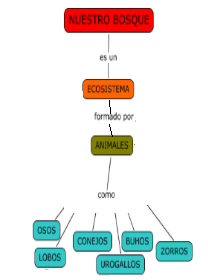 NUESTRO BOSQUE
es un
ECOSISTEMA
formado por
ANIMALES
como
OSOS
LOBOS
CONEJOS
UROGALLOS
BUHOS
ZORROS